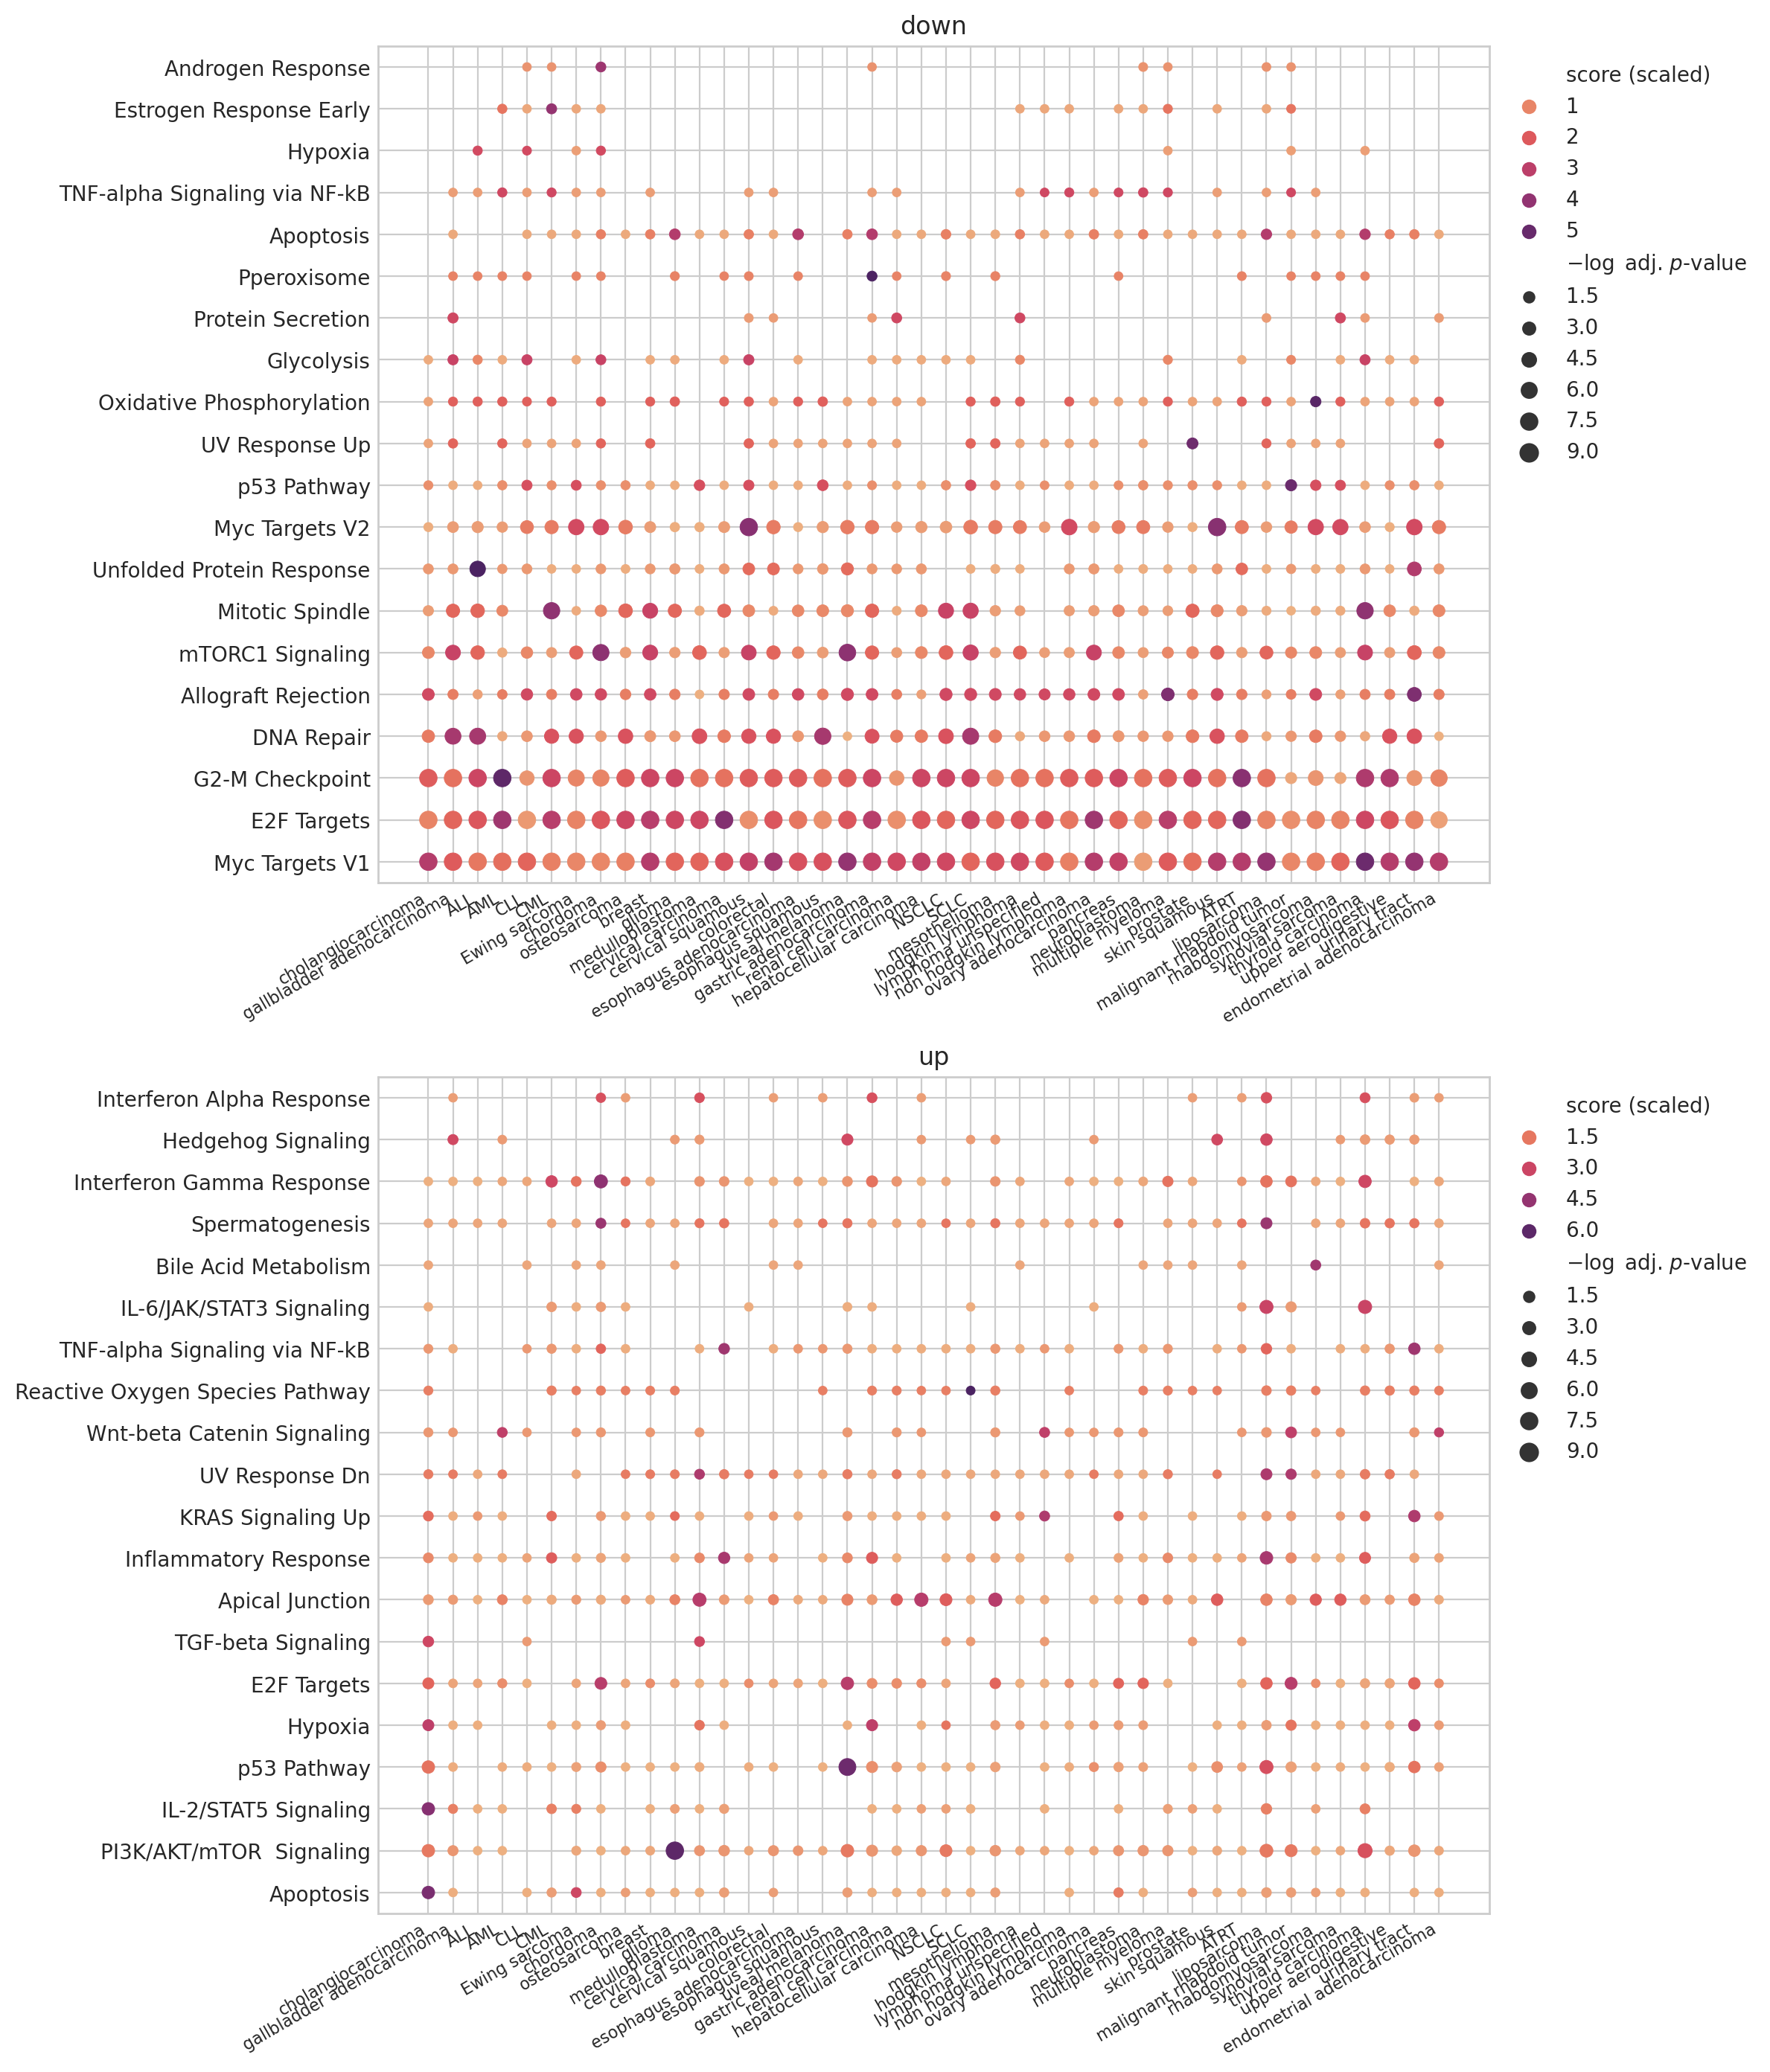 down
Androgen Response
Estrogen Response Early
Hypoxia
TNF-alpha Signaling via NF-kB
Apoptosis
Pperoxisome
Protein Secretion
Glycolysis
Oxidative Phosphorylation
UV Response Up
p53 Pathway
Myc Targets V2
Unfolded Protein Response
Mitotic Spindle
mTORC1 Signaling
Allograft Rejection
DNA Repair
G2-M Checkpoint
E2F Targets
Myc Targets V1
cholangiocarcinoma
gallbladder adenocarcinoma
ALL
AML
CLL
CML
Ewing sarcoma
chordoma
osteosarcoma
breast
glioma
medulloblastoma
cervical carcinoma
cervical squamous
colorectal
esophagus adenocarcinoma
esophagus squamous
uveal melanoma
gastric adenocarcinoma
renal cell carcinoma
hepatocellular carcinoma
NSCLC
SCLC
mesothelioma
hodgkin lymphoma
lymphoma unspecified
non hodgkin lymphoma
ovary adenocarcinoma
pancreas
neuroblastoma
multiple myeloma
prostate
skin squamous
ATRT
liposarcoma
malignant rhabdoid tumor
rhabdomyosarcoma
synovial sarcoma
thyroid carcinoma
upper aerodigestive
urinary tract
endometrial adenocarcinoma
score (scaled)
1
2
3
4
5
−log adj. p-value
1.5
3.0
4.5
6.0
7.5
9.0
up
Interferon Alpha Response
Hedgehog Signaling
Interferon Gamma Response
Spermatogenesis
Bile Acid Metabolism
IL-6/JAK/STAT3 Signaling
TNF-alpha Signaling via NF-kB
Reactive Oxygen Species Pathway
Wnt-beta Catenin Signaling
UV Response Dn
KRAS Signaling Up
Inflammatory Response
Apical Junction
TGF-beta Signaling
E2F Targets
Hypoxia
p53 Pathway
IL-2/STAT5 Signaling
PI3K/AKT/mTOR  Signaling
Apoptosis
cholangiocarcinoma
gallbladder adenocarcinoma
ALL
AML
CLL
CML
Ewing sarcoma
chordoma
osteosarcoma
breast
glioma
medulloblastoma
cervical carcinoma
cervical squamous
colorectal
esophagus adenocarcinoma
esophagus squamous
uveal melanoma
gastric adenocarcinoma
renal cell carcinoma
hepatocellular carcinoma
NSCLC
SCLC
mesothelioma
hodgkin lymphoma
lymphoma unspecified
non hodgkin lymphoma
ovary adenocarcinoma
pancreas
neuroblastoma
multiple myeloma
prostate
skin squamous
ATRT
liposarcoma
malignant rhabdoid tumor
rhabdomyosarcoma
synovial sarcoma
thyroid carcinoma
upper aerodigestive
urinary tract
endometrial adenocarcinoma
score (scaled)
1.5
3.0
4.5
6.0
−log adj. p-value
1.5
3.0
4.5
6.0
7.5
9.0